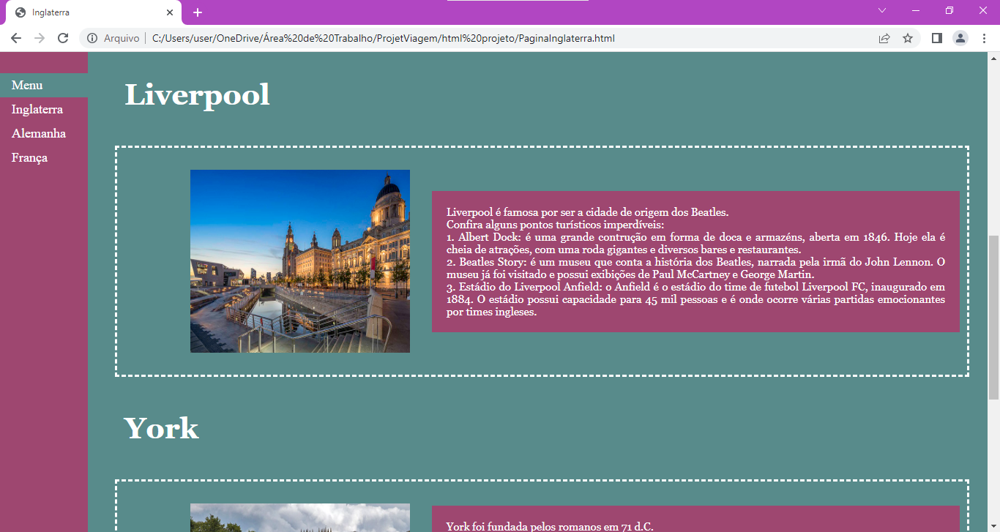 Inglaterra
Arquivo
C:/Users/user/OneDrive/Área%20de%20Trabalho/ProjetViagem/html%20projeto/PaginaInglaterra.html
Menu
Inglaterra
Alemanha
França
Liverpool
Liverpool é famosa por ser a cidade de origem dos Beatles.
Confira alguns pontos turísticos imperdíveis:
1. Albert Dock: é uma grande contrução em forma de doca e armazéns, aberta em 1846. Hoje ela é
cheia de atrações, com uma roda gigantes e diversos bares e restaurantes.
2. Beatles Story: é um museu que conta a história dos Beatles, narrada pela irmã do John Lennon. O
museu já foi visitado e possui exibições de Paul McCartney e George Martin.
3. Estádio do Liverpool Anfield: o Anfield é o estádio do time de futebol Liverpool FC, inaugurado em
1884. O estádio possui capacidade para 45 mil pessoas e é onde ocorre várias partidas emocionantes
por times ingleses.
York
York foi fundada pelos romanos em 71 d.C.